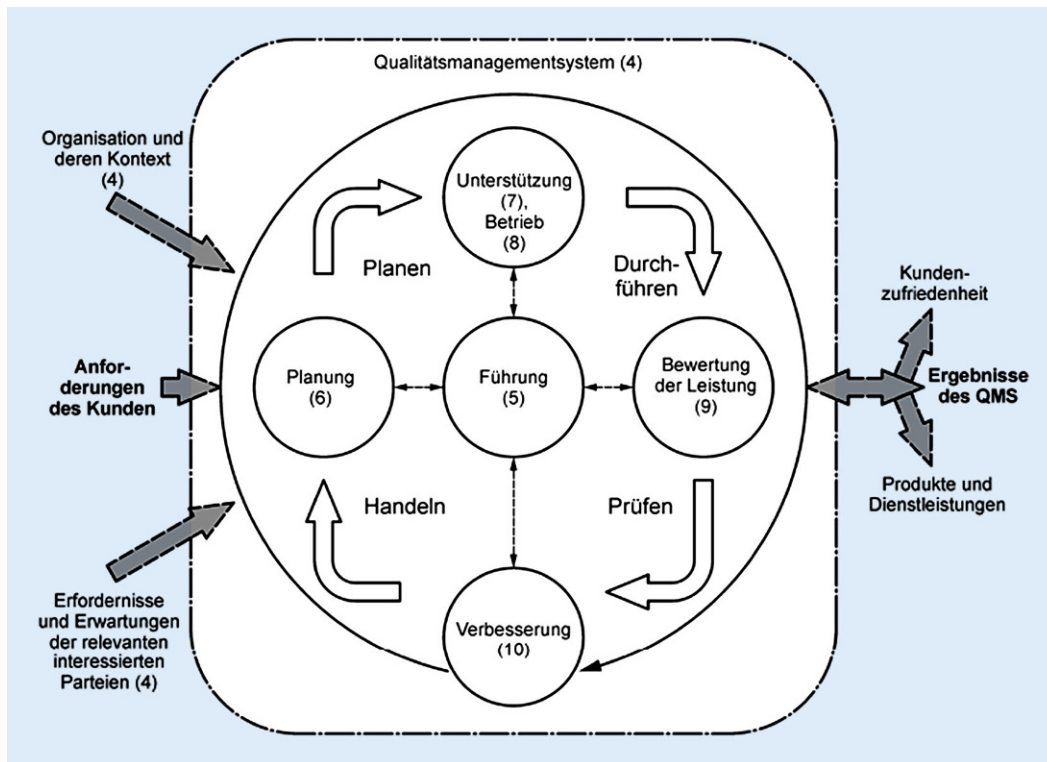 Qualitätsmanagementsystem (4)
Organisation und
deren Kontext
(4)
Unterstützung
(7),
Betrieb
(8)
Planen
Durch-
führen
Kunden-
zufriedenheit
Anfor-
derungen
des Kunden
Planung
(6)
Führung
(5)
Bewertung
der Leistung
(9)
Ergebnisse
des QMS
Handeln
Prüfen
Produkte und
Dienstleistungen
Erfordernisse
und Erwartungen
der relevanten
interessierten
Parteien (4)
Verbesserung
(10)